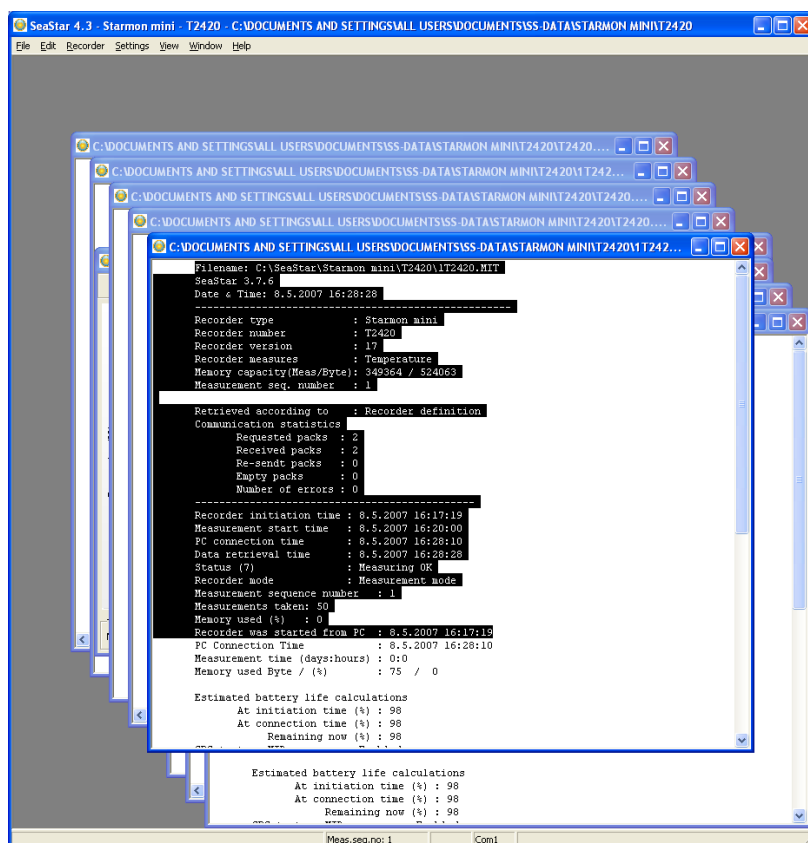 SeaStar 4.3 - Starmon mini - T2420 - C:\DOCUMENTS AND SETTINGS\ALL USERS\DOCUMENTS\SS-DATA\STARMON MINI\T2420
File Edit Recorder Settings View Window Help
C:\DOCUMENTS AND SETTINGS\ALL USERS\DOCUMENTS\SS-DATA\STARMON MINI\T2420\T2420....
C:\DOCUMENTS AND SETTINGS\ALL USERS\DOCUMENTS\SS-DATA\STARMON MINI\T2420\1T242...
C:\DOCUMENTS AND SETTINGS\ALL USERS\DOCUMENTS\SS-DATA\STARMON MINI\T2420\T2420....
C:\DOCUMENTS AND SETTINGS\ALL USERS\DOCUMENTS\SS-DATA\STARMON MINI\T2420\T2420...
C:\DOCUMENTS AND SETTINGS\ALL USERS\DOCUMENTS\SS-DATA\STARMON MINI\T2420\1T242...
Filename: C:\SeaStar\Starmon mini\T2420\1T2420.MIT
SeaStar 3.7.6
Date & Time: 8.5.2007 16:28:28
--------------------------------------------------
Recorder type : Starmon mini
Recorder number : T2420
Recorder version : 17
Recorder measures : Temperature
Memory capacity(Meas/Byte): 349364 / 524063
Measurement seq. number : 1
Retrieved according to : Recorder definition
Communication statistics
Requested packs : 2
Received packs : 2
Re-sendt packs : 0
Empty packs : 0
Number of errors : 0
--------------------------------------------
Recorder initiation time : 8.5.2007 16:17:19
Measurement start time : 8.5.2007 16:20:00
PC connection time : 8.5.2007 16:28:10
Data retrieval time : 8.5.2007 16:28:28
Status (7) : Measuring OK
Recorder mode : Measurement mode
Measurement sequence number : 1
Measurements taken: 50
Memory used (%) : 0
Recorder was started from PC : 8.5.2007 16:17:19
PC Connection Time : 8.5.2007 16:28:10
Measurement time (days:hours) : 0:0
Memory used Byte / (%) : 75 / 0
Estimated battery life calculations
At initiation time (%) : 98
At connection time (%) : 98
Remaining now (%) : 98
Estimated battery life calculations
At initiation time (%) : 98
At connection time (%) : 98
Remaining now (%) : 98
Meas.seq.no: 1 Com1